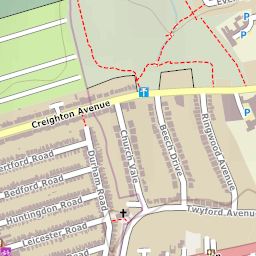 Creighton Avenue
Church Vale
Beech Drive
Ringwood Avenue
Durham Road
ertford Road
Bedford Road
Huntingdon Road
Leicester Road
Twyford Avenue
P
P